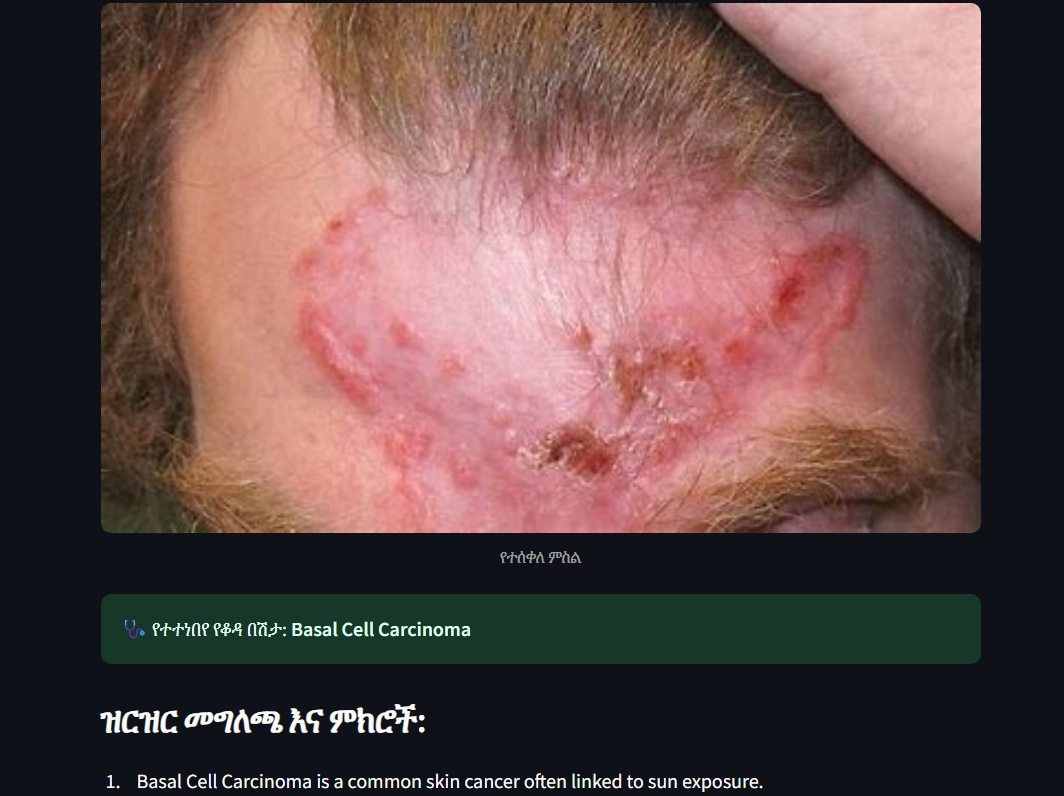 የተሰቀለ ምስል
🩺 የተተነበየ የቆዳ በሽታ: Basal Cell Carcinoma
ዝርዝር መግለጫ እና ምክሮች:
1. Basal Cell Carcinoma is a common skin cancer often linked to sun exposure.